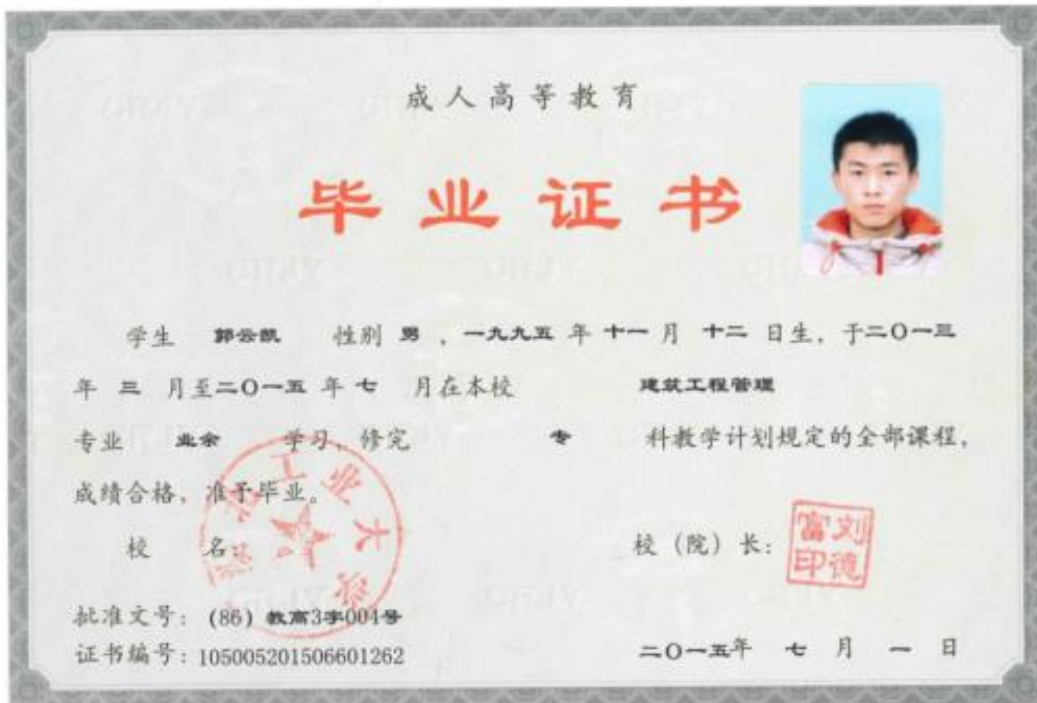 成人高等教育
毕业证书
学生 郭云凯 性别 男 ，一九九五 年 十一 月 十二 日生，于二〇一三
年 三 月至二〇一五 年 七 月在本校 建筑工程管理
专业 业余 学习，修完 专 科教学计划规定的全部课程，
成绩合格，准予毕业。
校 名： 校（院）长：
工业大学
刘德富印
批准文号：(86) 教高3字004号
证书编号：105005201506601262
二〇一五年 七 月 一 日